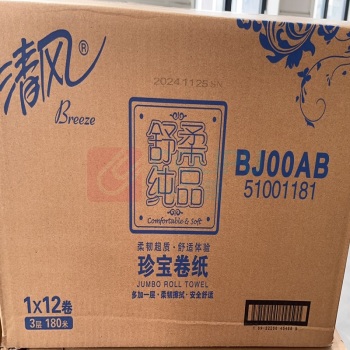 清风®
Breeze
2024 1125
舒柔
纯品
Comfortable & Soft
BJ00AB
51001181
柔韧超质·舒适体验
珍宝卷纸
JUMBO ROLL TOWEL
多加一层·柔韧擦拭·安全舒适
1X12卷
3层 180米